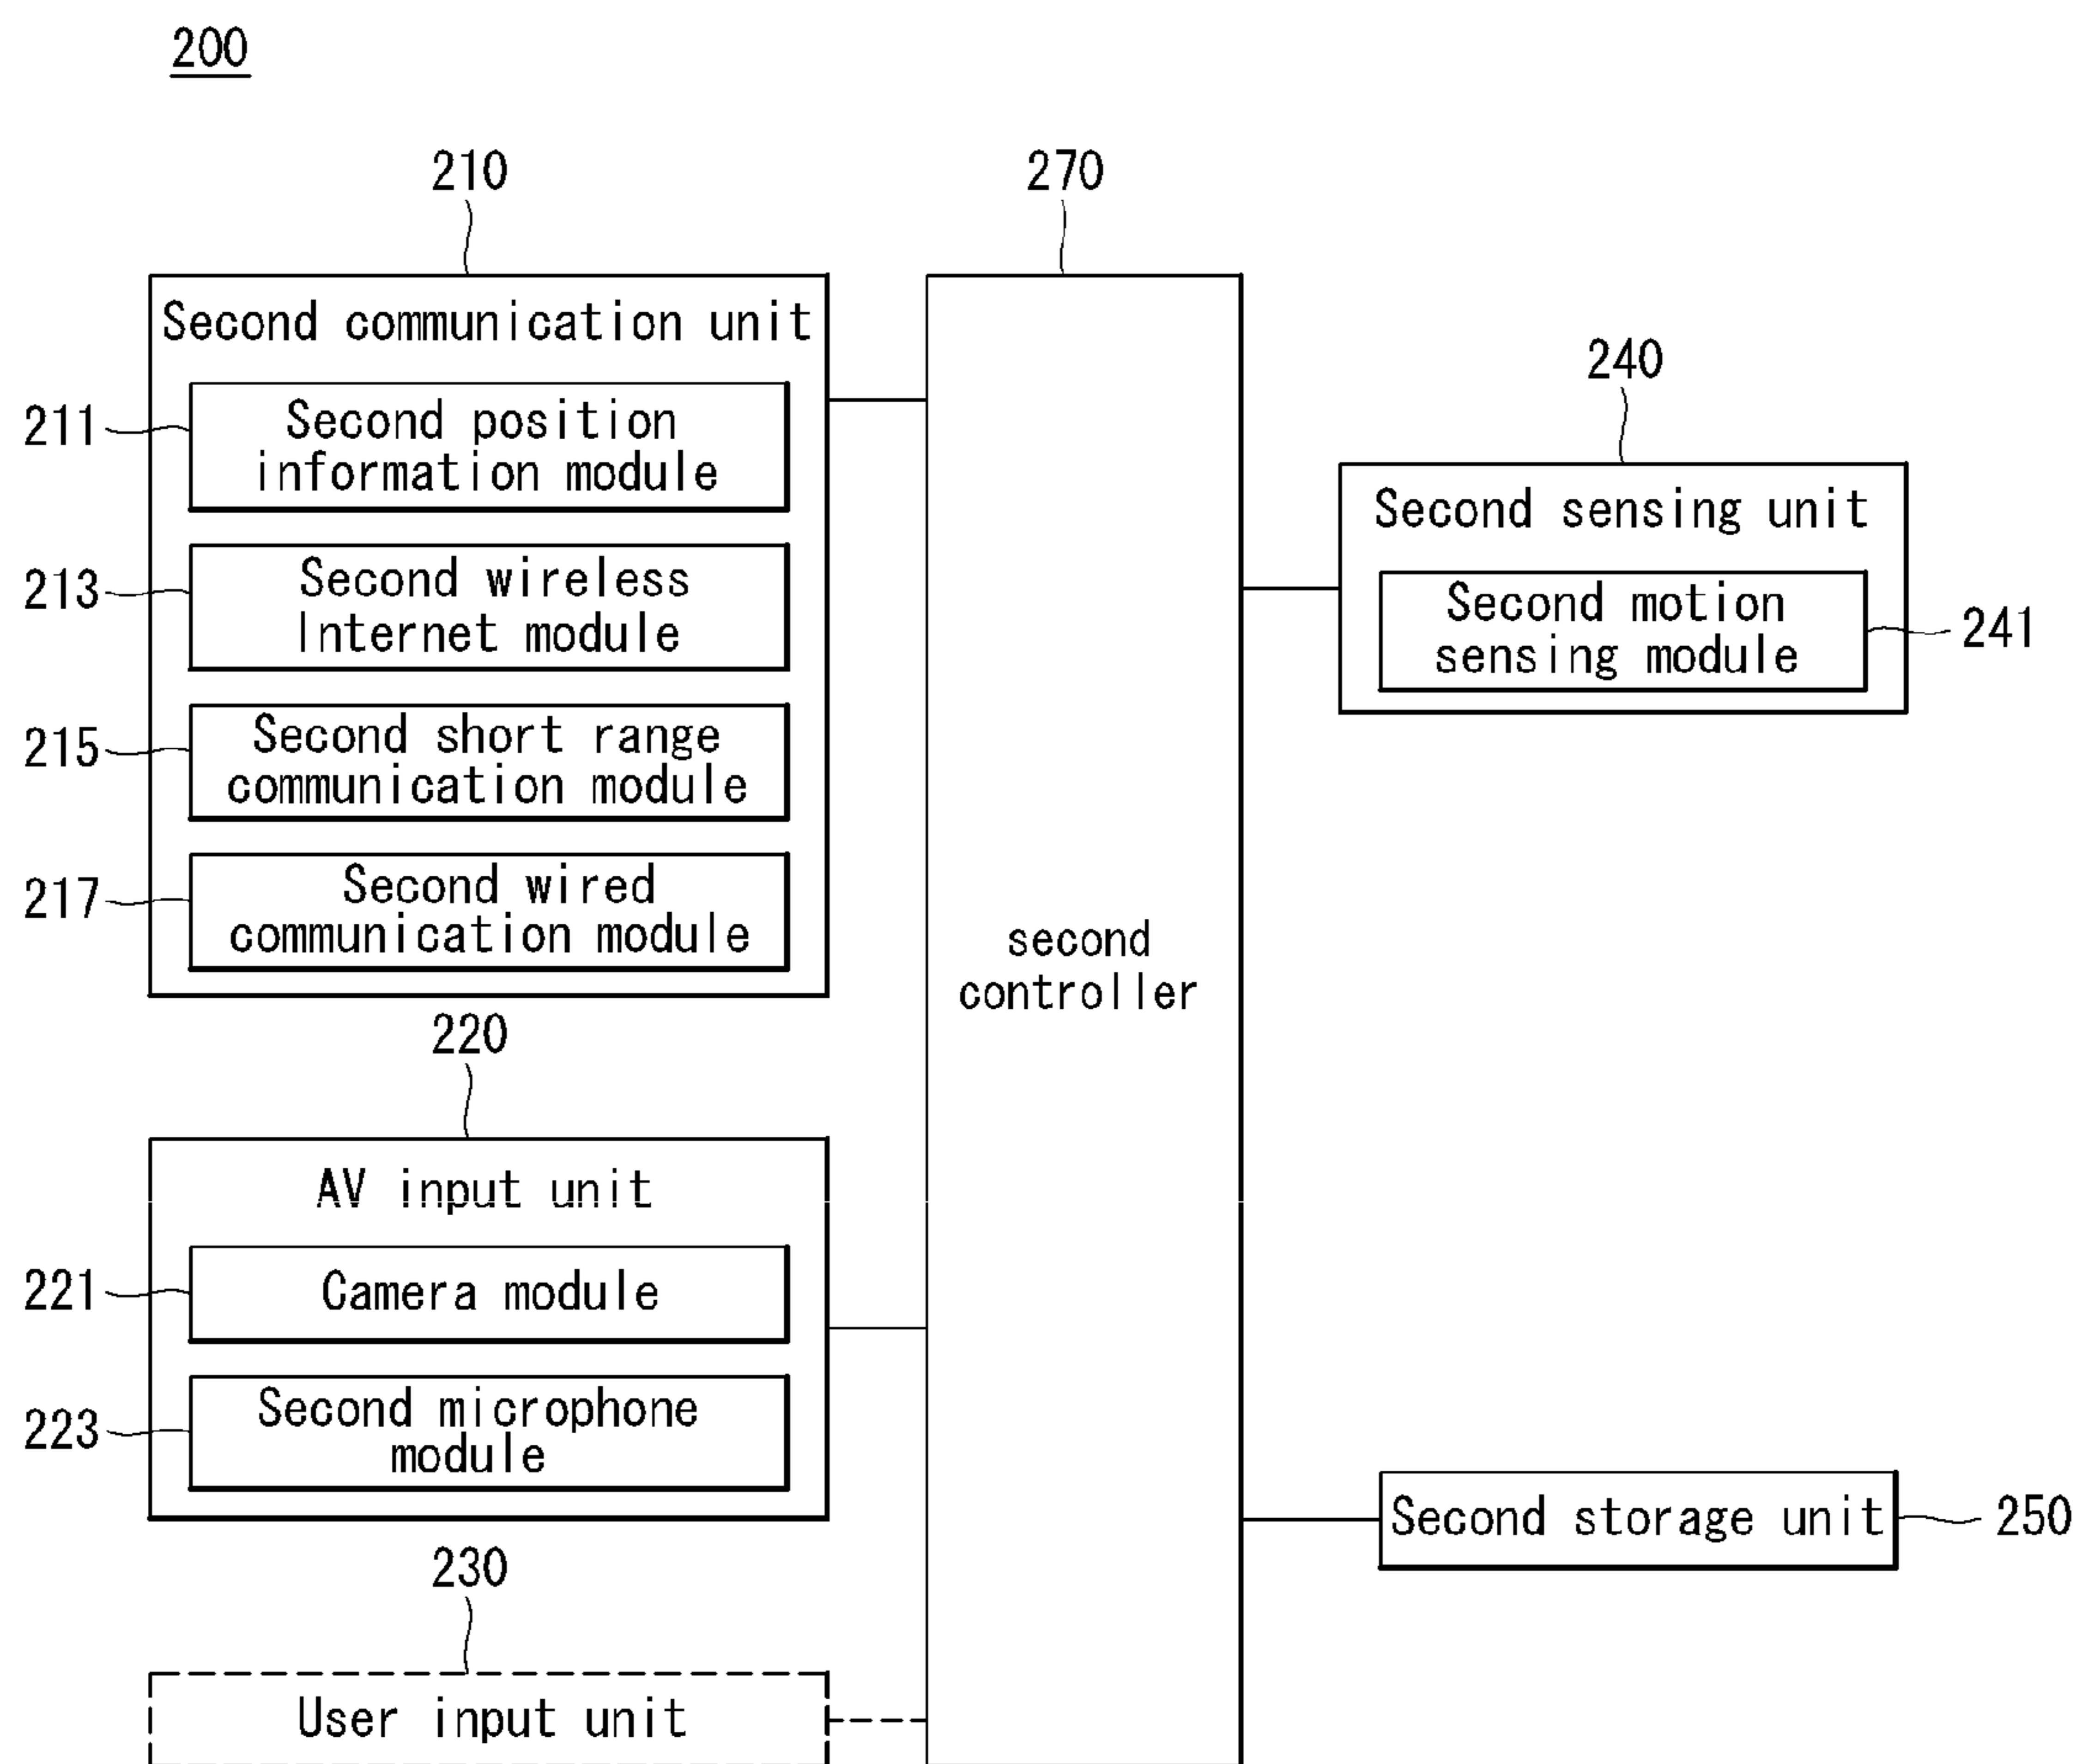 200
210
270
Second communication unit
240
211
Second position
information module
Second sensing unit
213
Second wireless
Internet module
Second motion
sensing module
241
215
Second short range
communication module
217
Second wired
communication module
second
controller
220
AV input unit
221
Camera module
223
Second microphone
module
Second storage unit
250
230
User input unit